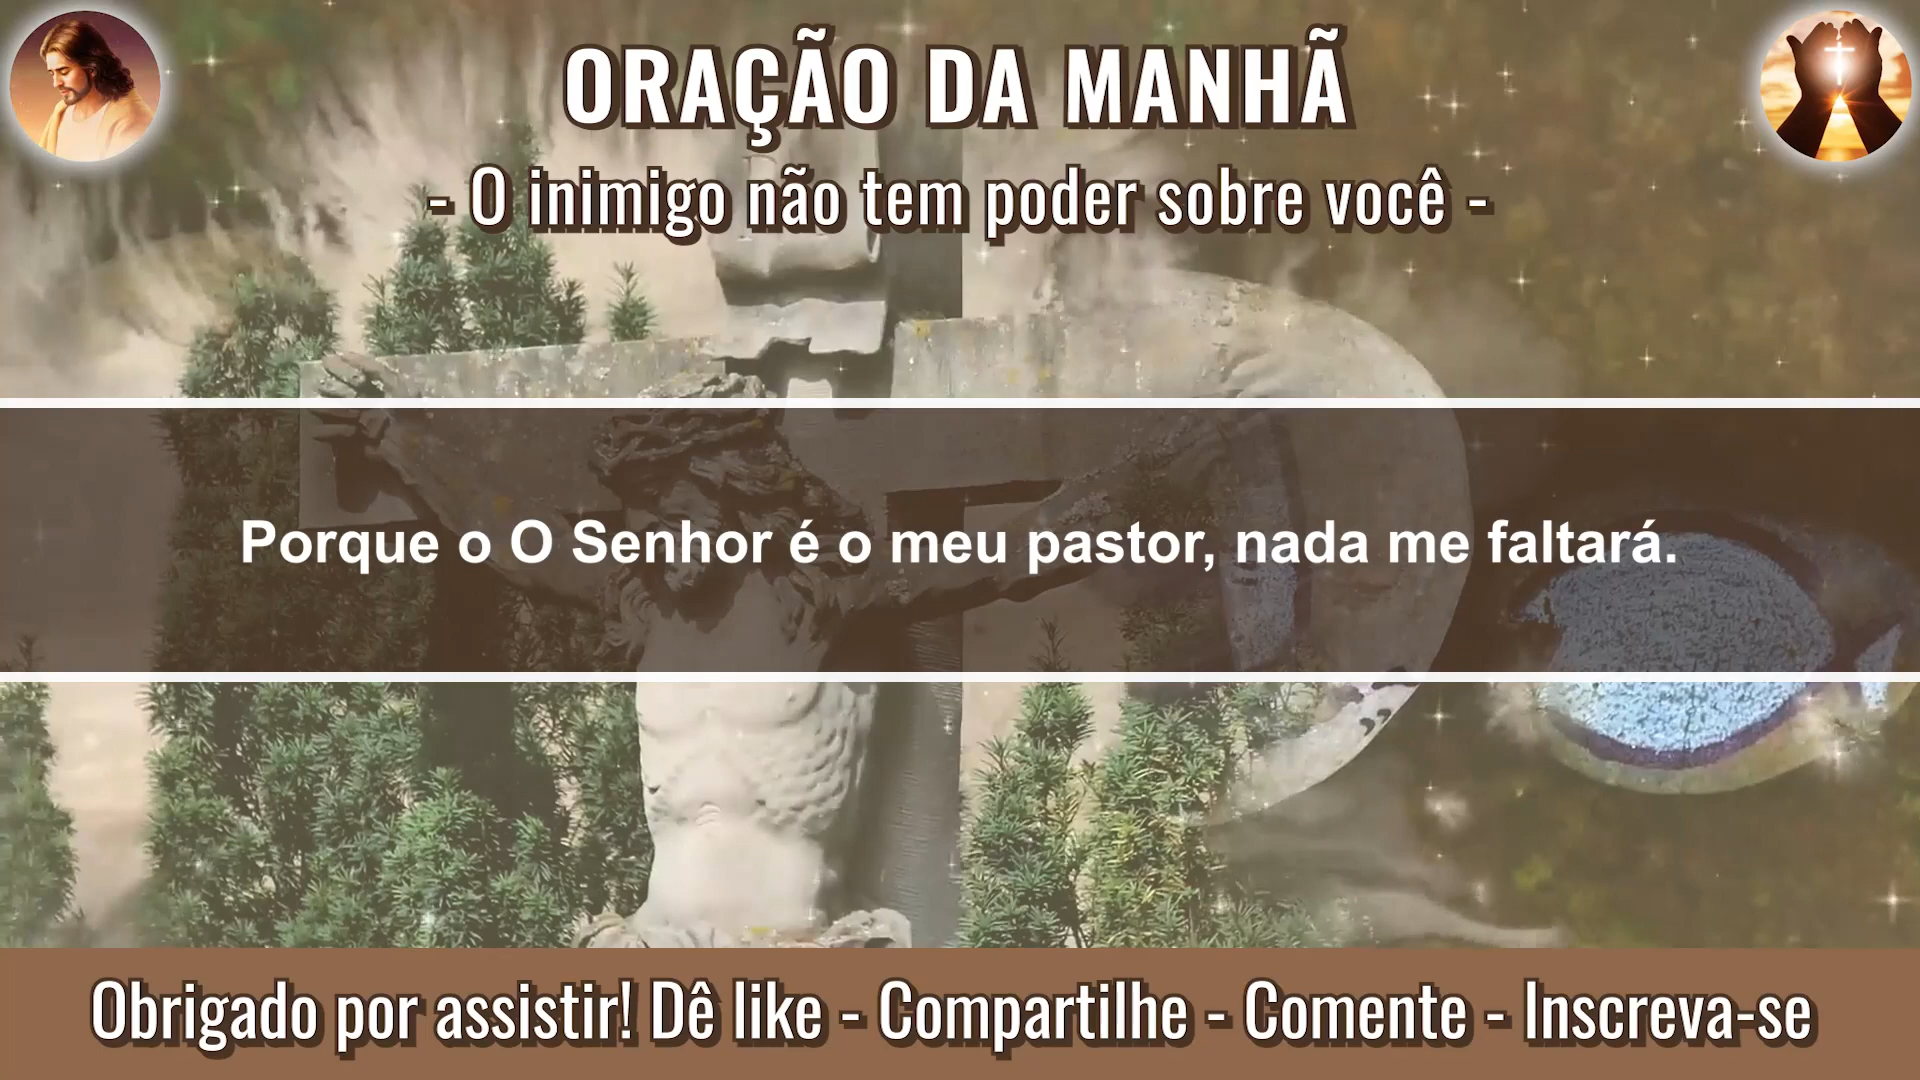 ORAÇÃO DA MANHÃ
- O inimigo não tem poder sobre você -
Porque o O Senhor é o meu pastor, nada me faltará.
Obrigado por assistir! Dê like - Compartilhe - Comente - Inscreva-se